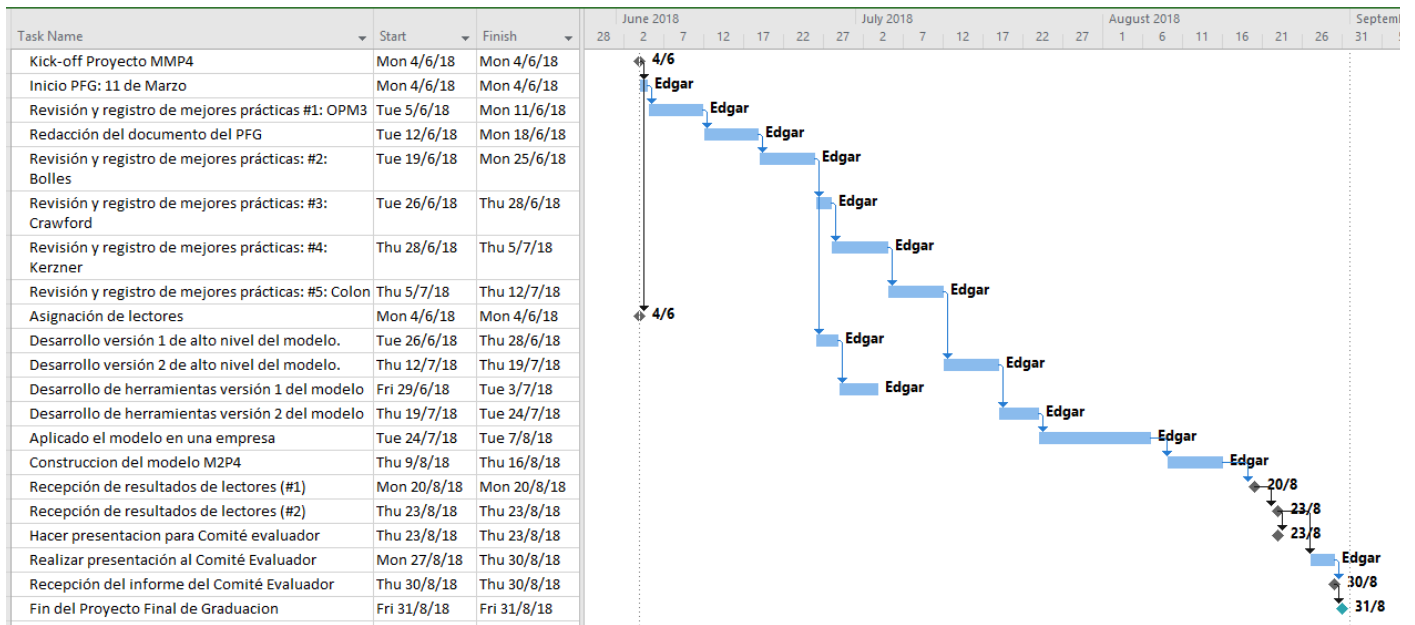 June 2018 July 2018 August 2018 Septem
Task Name Start Finish 28 2 7 12 17 22 27 2 7 12 17 22 27 1 6 11 16 21 26 31
Kick-off Proyecto MMP4 Mon 4/6/18 Mon 4/6/18 4/6
Inicio PFG: 11 de Marzo Mon 4/6/18 Mon 4/6/18 Edgar
Revisión y registro de mejores prácticas #1: OPM3 Tue 5/6/18 Mon 11/6/18 Edgar
Redacción del documento del PFG Tue 12/6/18 Mon 18/6/18 Edgar
Revisión y registro de mejores prácticas: #2: Tue 19/6/18 Mon 25/6/18 Edgar
Bolles
Revisión y registro de mejores prácticas: #3: Tue 26/6/18 Thu 28/6/18 Edgar
Crawford
Revisión y registro de mejores prácticas: #4: Thu 28/6/18 Thu 5/7/18 Edgar
Kerzner
Revisión y registro de mejores prácticas: #5: Colon Thu 5/7/18 Thu 12/7/18 Edgar
Asignación de lectores Mon 4/6/18 Mon 4/6/18 4/6
Desarrollo versión 1 de alto nivel del modelo. Tue 26/6/18 Thu 28/6/18 Edgar
Desarrollo versión 2 de alto nivel del modelo. Thu 12/7/18 Thu 19/7/18 Edgar
Desarrollo de herramientas versión 1 del modelo Fri 29/6/18 Tue 3/7/18 Edgar
Desarrollo de herramientas versión 2 del modelo Thu 19/7/18 Tue 24/7/18 Edgar
Aplicado el modelo en una empresa Tue 24/7/18 Tue 7/8/18 Edgar
Construccion del modelo M2P4 Thu 9/8/18 Thu 16/8/18 Edgar
Recepción de resultados de lectores (#1) Mon 20/8/18 Mon 20/8/18 20/8
Recepción de resultados de lectores (#2) Thu 23/8/18 Thu 23/8/18 23/8
Hacer presentacion para Comité evaluador Thu 23/8/18 Thu 23/8/18 23/8
Realizar presentación al Comité Evaluador Mon 27/8/18 Thu 30/8/18 Edgar
Recepción del informe del Comité Evaluador Thu 30/8/18 Thu 30/8/18 30/8
Fin del Proyecto Final de Graduacion Fri 31/8/18 Fri 31/8/18 31/8